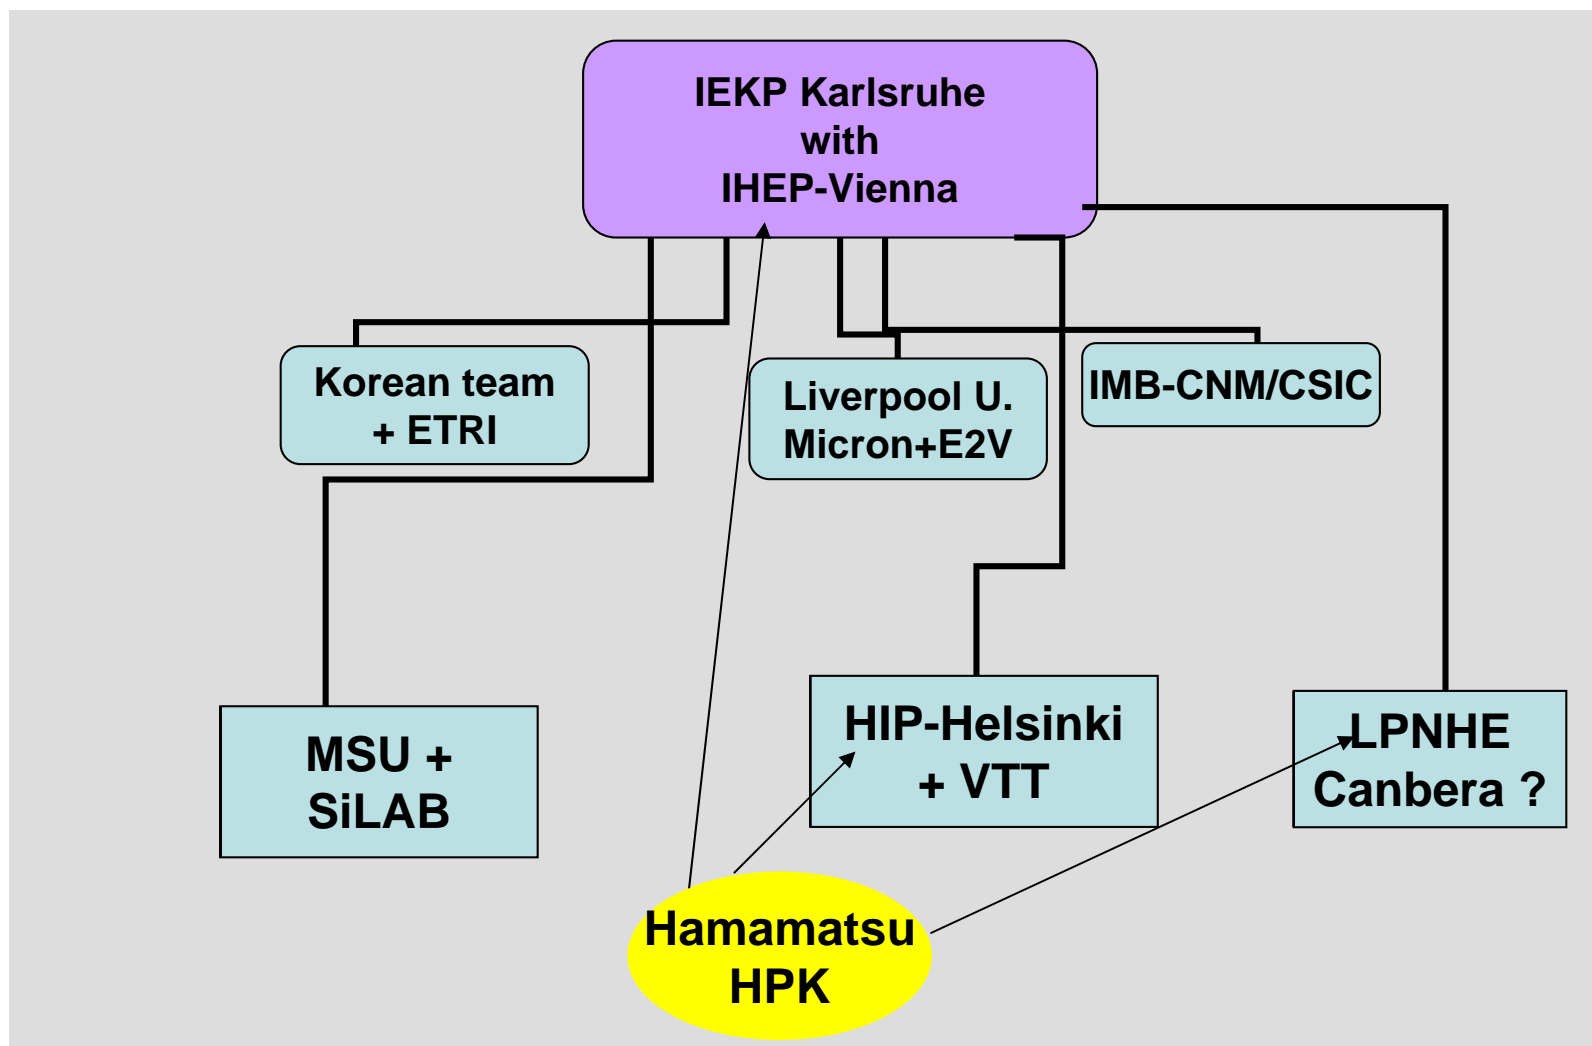 IEKP Karlsruhe
with
IHEP-Vienna
Korean team
+ ETRI
Liverpool U.
Micron+E2V
IMB-CNM/CSIC
MSU +
SiLAB
HIP-Helsinki
+ VTT
LPNHE
Canbera ?
Hamamatsu
HPK